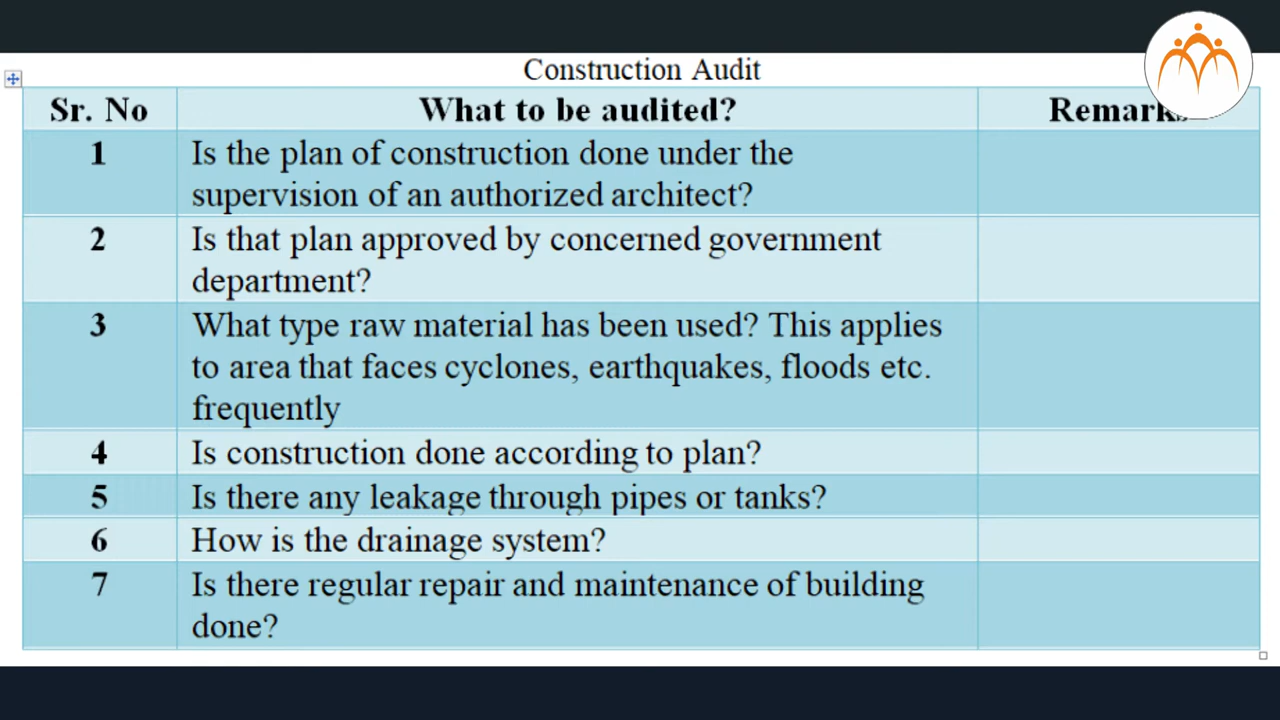 Construction Audit
Sr. No What to be audited? Remarks
1 Is the plan of construction done under the
supervision of an authorized architect?
2 Is that plan approved by concerned government
department?
3 What type raw material has been used? This applies
to area that faces cyclones, earthquakes, floods etc.
frequently
4 Is construction done according to plan?
5 Is there any leakage through pipes or tanks?
6 How is the drainage system?
7 Is there regular repair and maintenance of building
done?